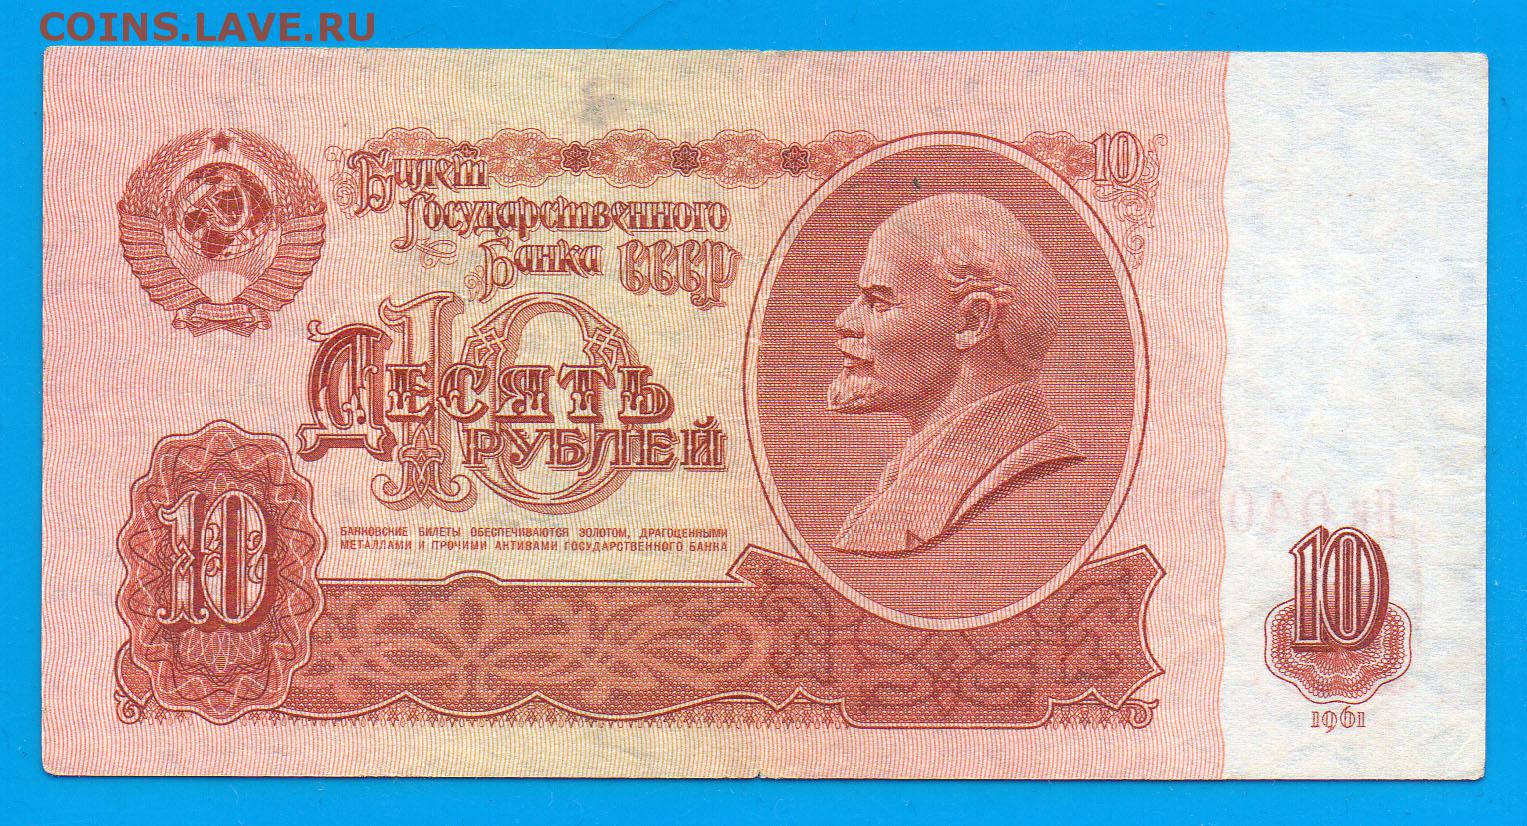 COINS.LAVE.RU
Билет
Государственного
Банка СССР
10
10
Десять
рублей
БАНКОВСКИЕ БИЛЕТЫ ОБЕСПЕЧИВАЮТСЯ ЗОЛОТОМ, ДРАГОЦЕННЫМИ
МЕТАЛЛАМИ И ПРОЧИМИ АКТИВАМИ ГОСУДАРСТВЕННОГО БАНКА
10
10
1961